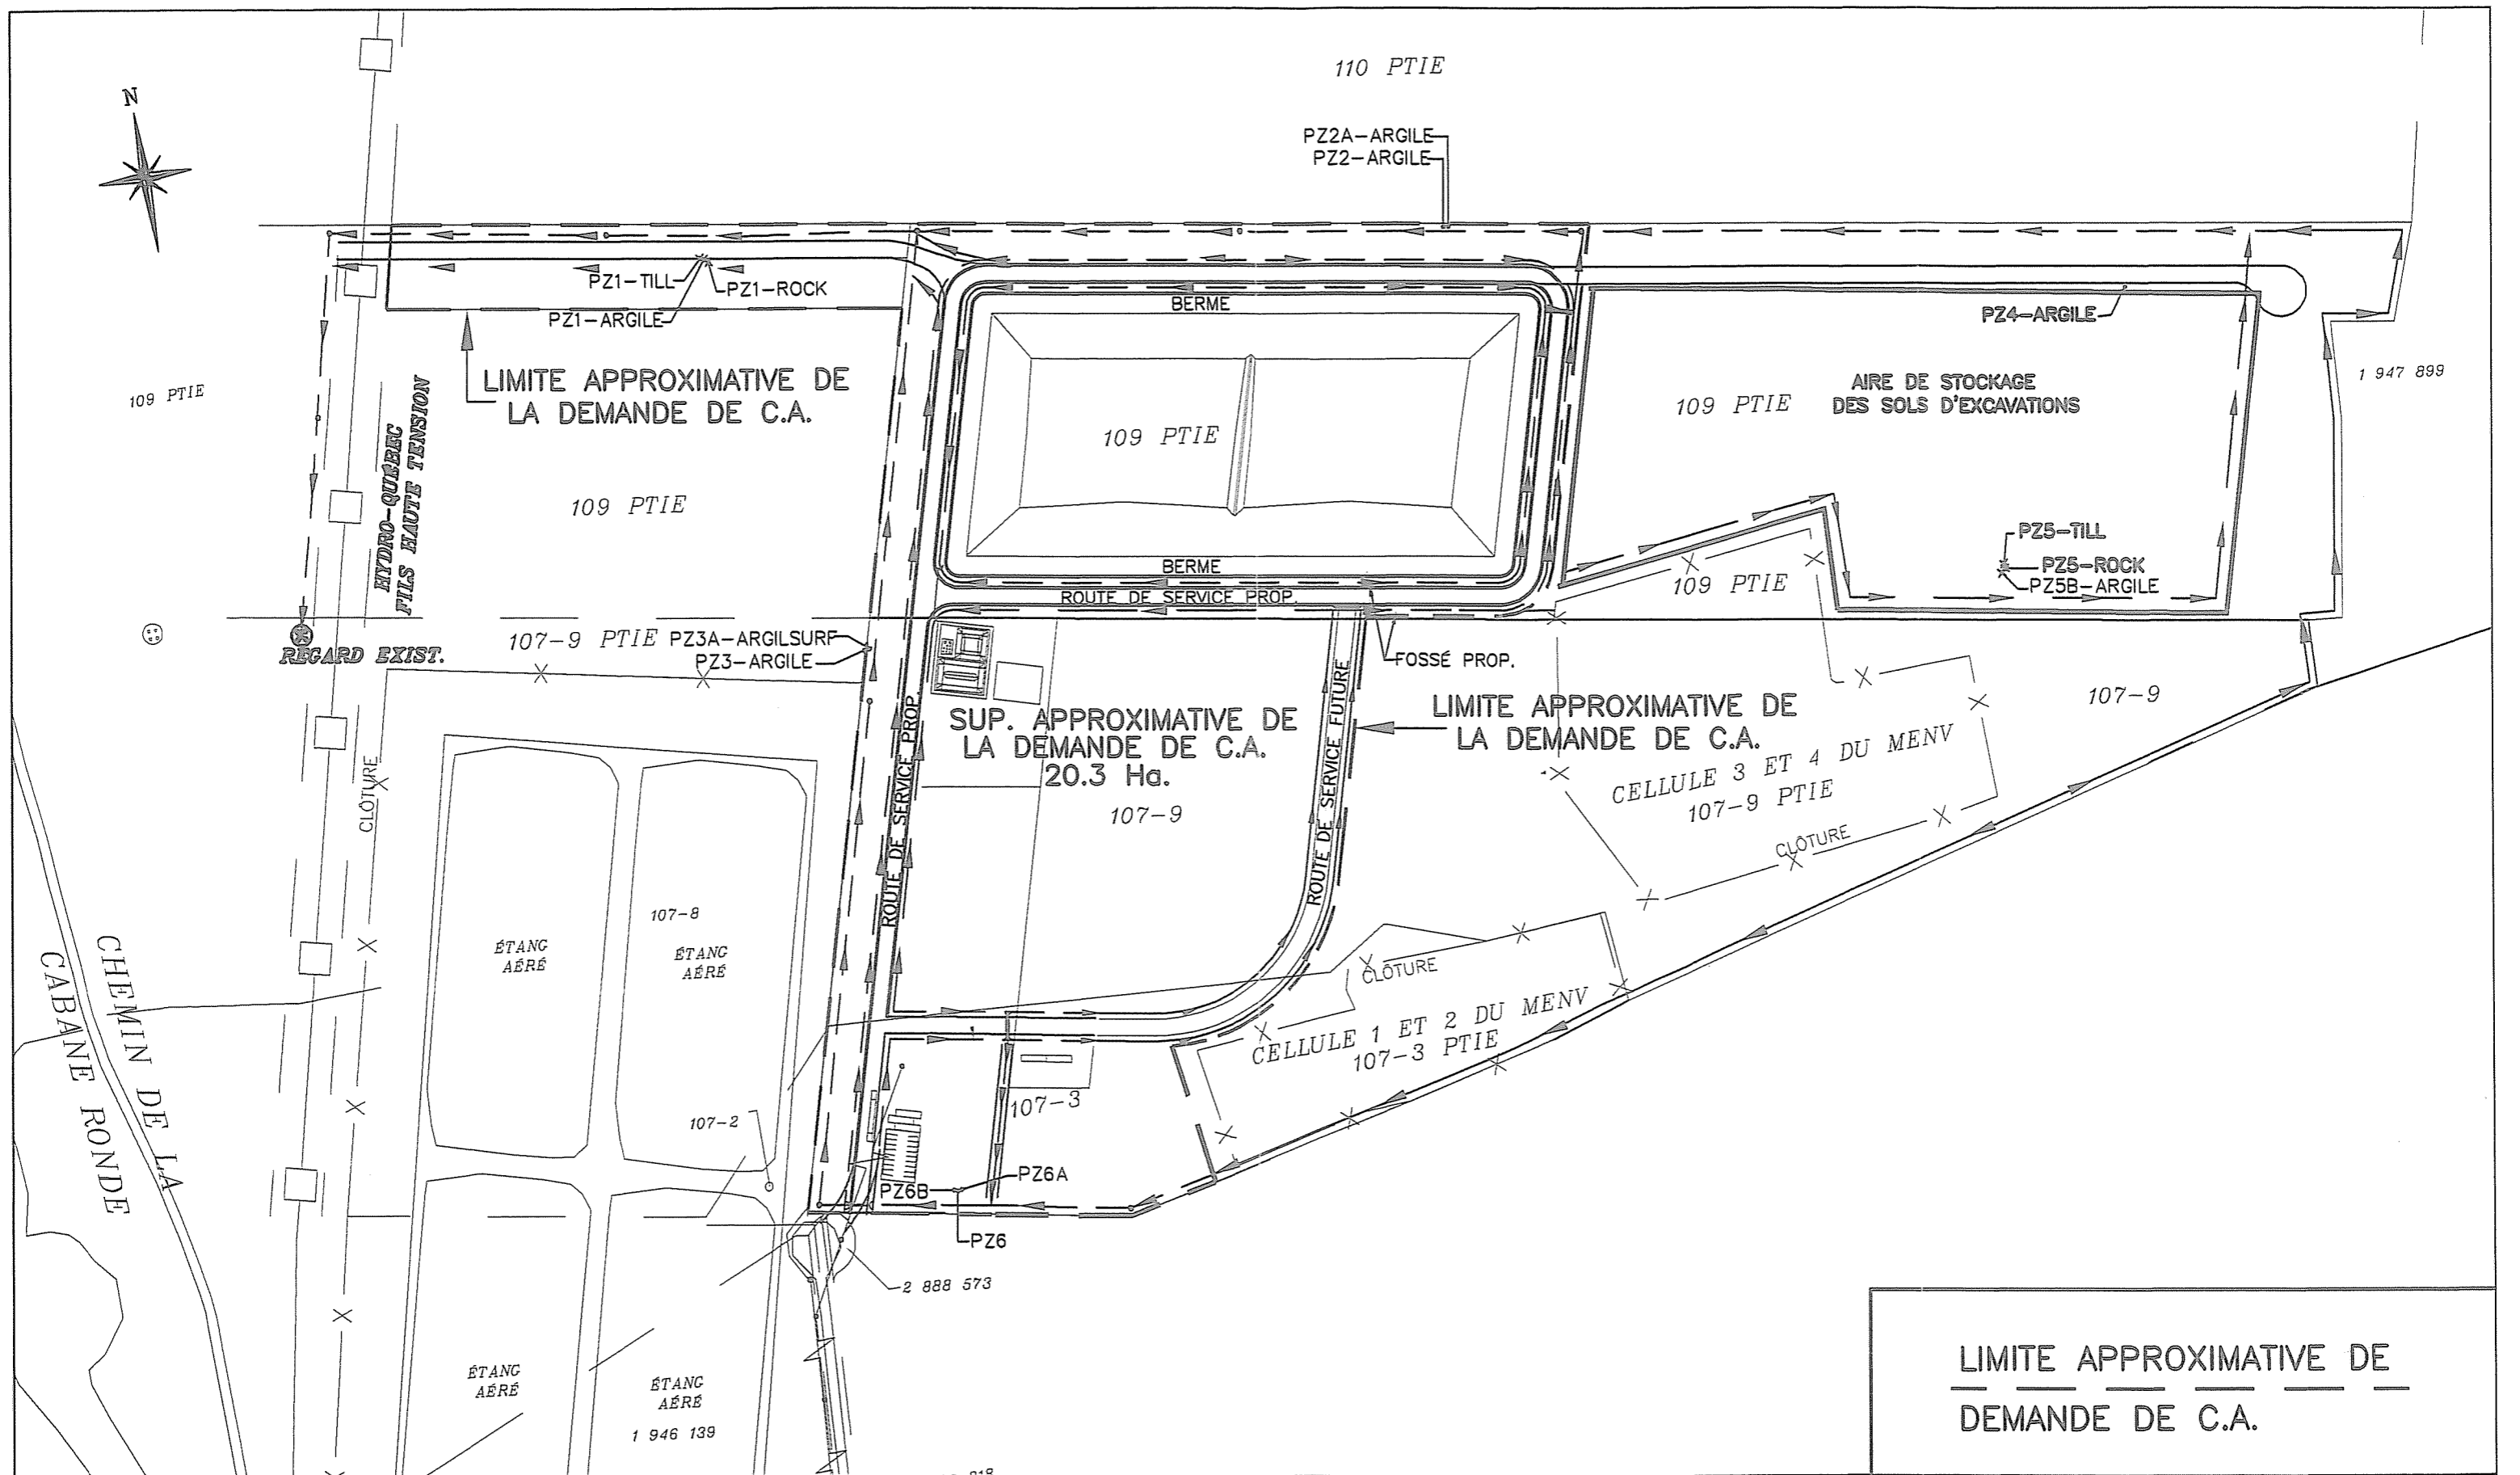 110 PTIE
N
PZ2A-ARGILE
PZ2-ARGILE
PZ1-TILL
PZ1-ROCK
PZ1-ARGILE
BERME
PZ4-ARGILE
LIMITE APPROXIMATIVE DE
LA DEMANDE DE C.A.
109 PTIE
HYDRO-QUÉBEC
FILS HAUTE TENSION
109 PTIE
109 PTIE
109 PTIE
AIRE DE STOCKAGE
DES SOLS D'EXCAVATIONS
1 947 899
PZ5-TILL
PZ5-ROCK
PZ5B-ARGILE
BERME
109 PTIE
ROUTE DE SERVICE PROP.
REGARD EXIST.
107-9 PTIE
PZ3A-ARGILSURF
PZ3-ARGILE
FOSSÉ PROP.
107-9
SUP. APPROXIMATIVE DE
LA DEMANDE DE C.A.
20.3 Ha.
107-9
LIMITE APPROXIMATIVE DE
LA DEMANDE DE C.A.
CELLULE 3 ET 4 DU MENV
107-9 PTIE
CLÔTURE
ROUTE DE SERVICE PROP.
ROUTE DE SERVICE FUTURE
CLÔTURE
107-8
ÉTANG
AÉRÉ
ÉTANG
AÉRÉ
CHEMIN DE LA
CABANE RONDE
CLÔTURE
CELLULE 1 ET 2 DU MENV
107-3 PTIE
107-3
107-2
PZ6B
PZ6A
PZ6
2 888 573
ÉTANG
AÉRÉ
ÉTANG
AÉRÉ
1 946 139
LIMITE APPROXIMATIVE DE
DEMANDE DE C.A.